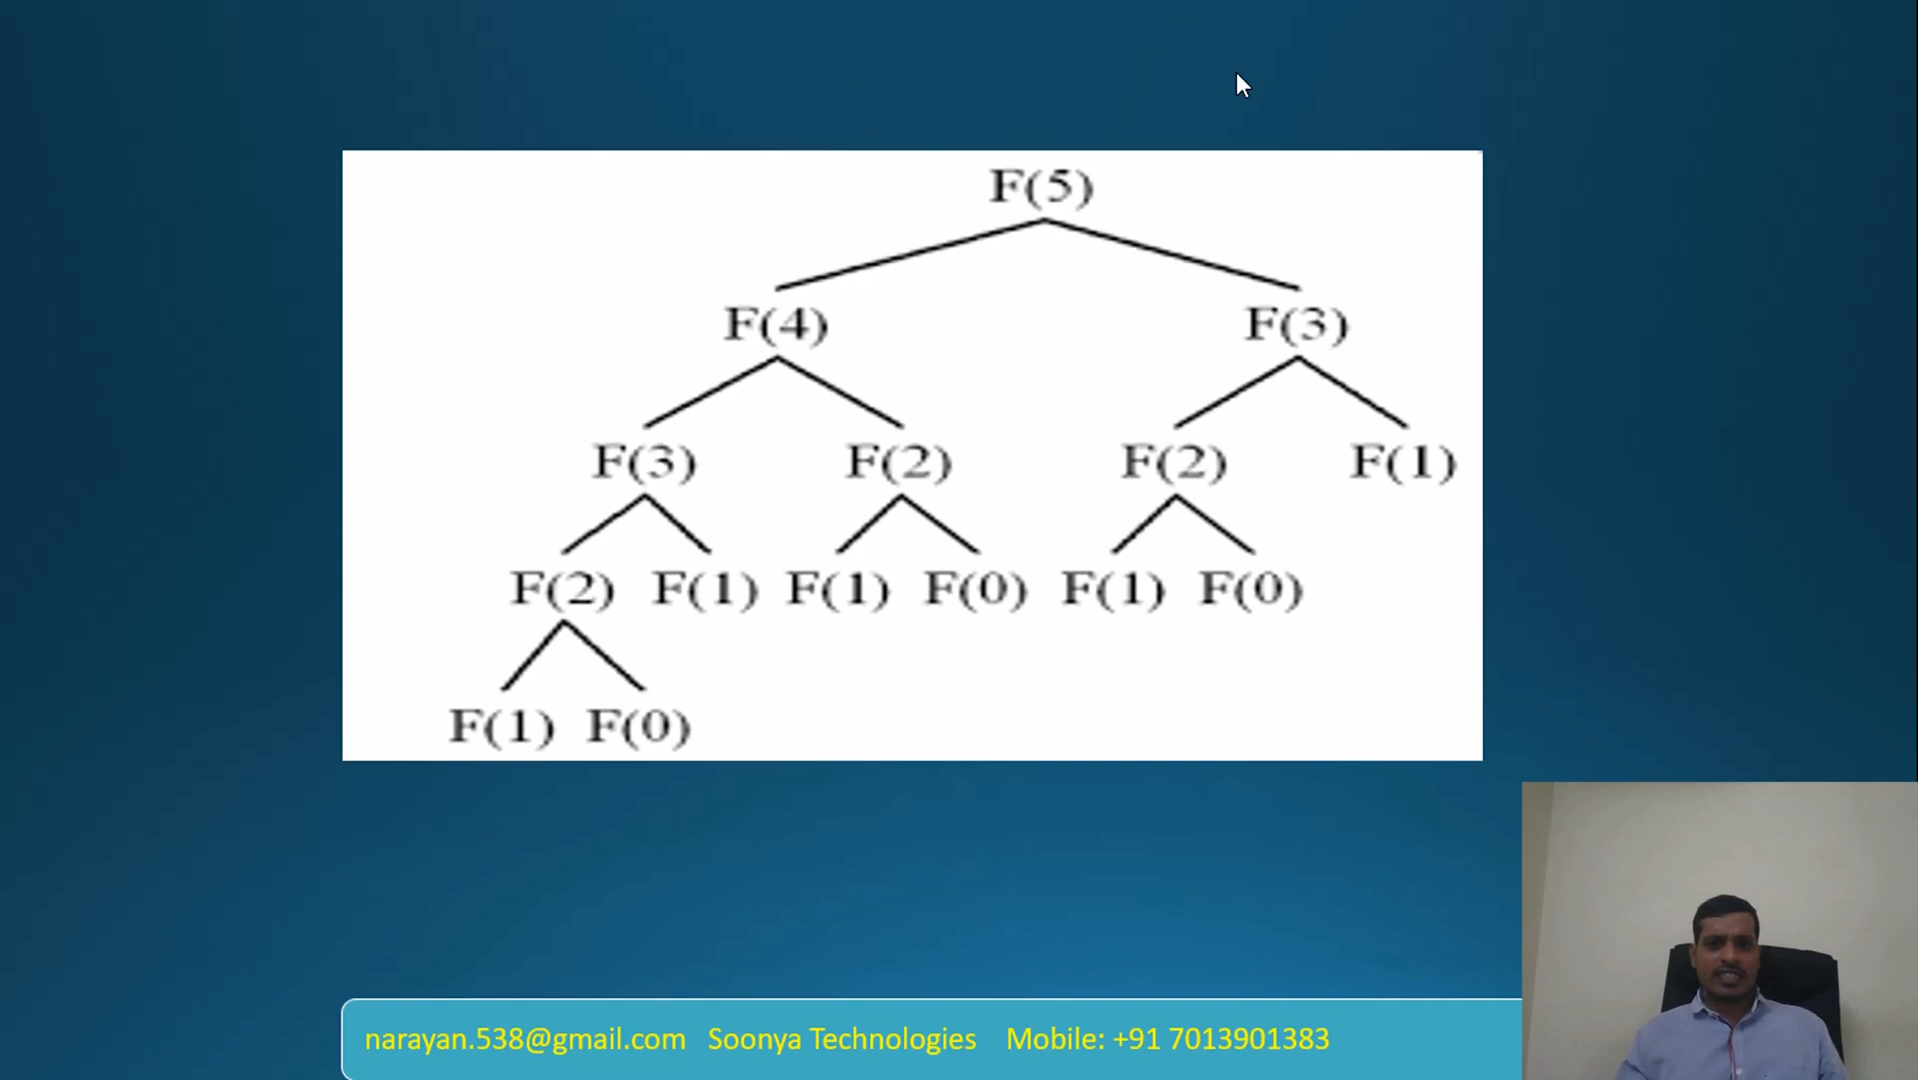 F(5)
F(4) F(3)
F(3) F(2) F(2) F(1)
F(2) F(1) F(1) F(0) F(1) F(0)
F(1) F(0)
narayan.538@gmail.com Soonya Technologies Mobile: +91 7013901383